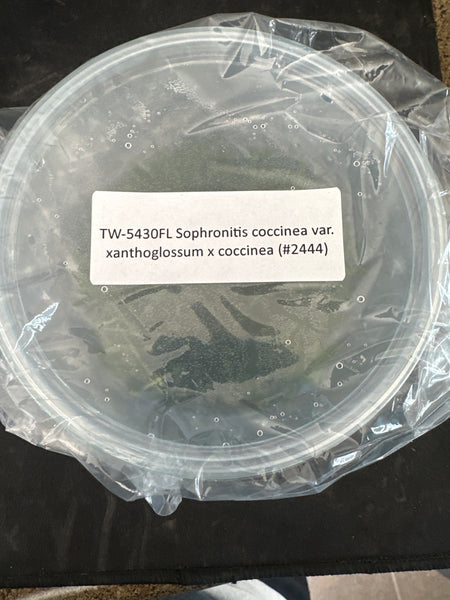 TW-5430FL Sophronitis coccinea var.
xanthoglossum x coccinea (#2444)